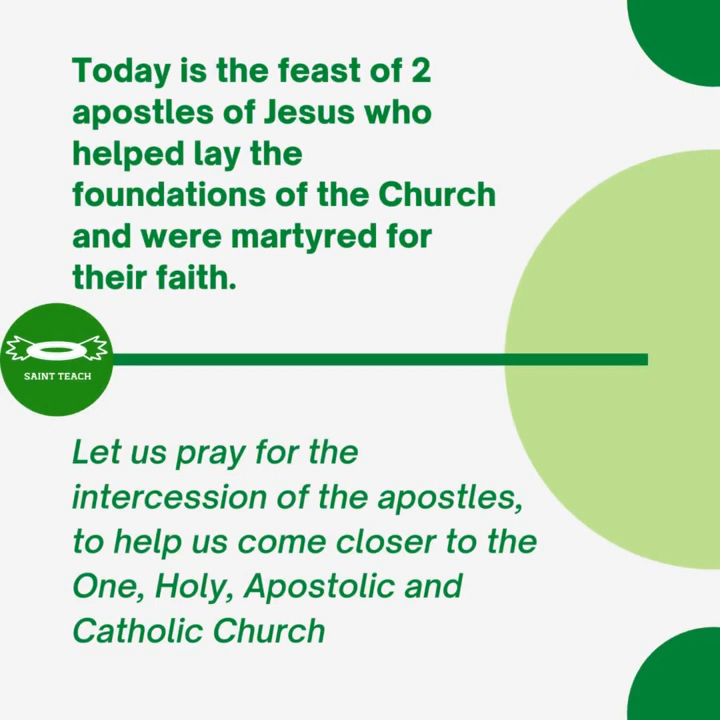 Today is the feast of 2
apostles of Jesus who
helped lay the
foundations of the Church
and were martyred for
their faith.
SAINT TEACH
Let us pray for the
intercession of the apostles,
to help us come closer to the
One, Holy, Apostolic and
Catholic Church